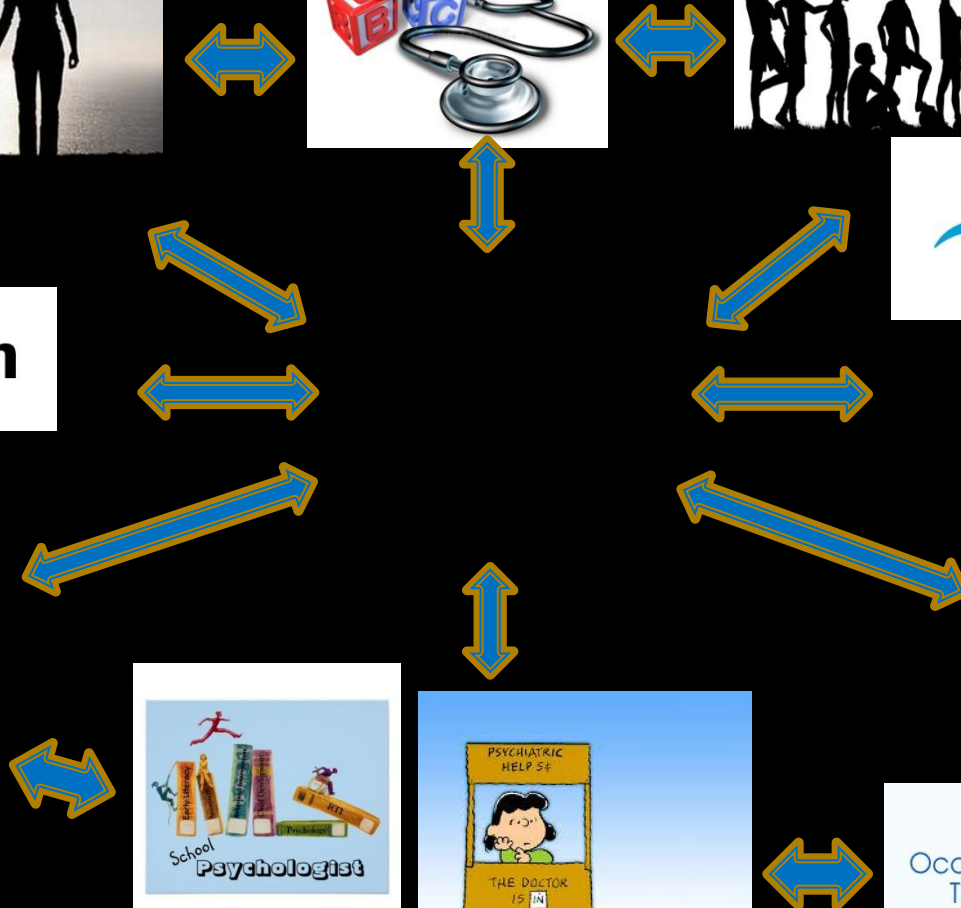 B
C
n
PSYCHIATRIC
HELP 5¢
Early Literacy
RTI
Psychology
School
Psychologist
THE DOCTOR
IS IN
Occ
T